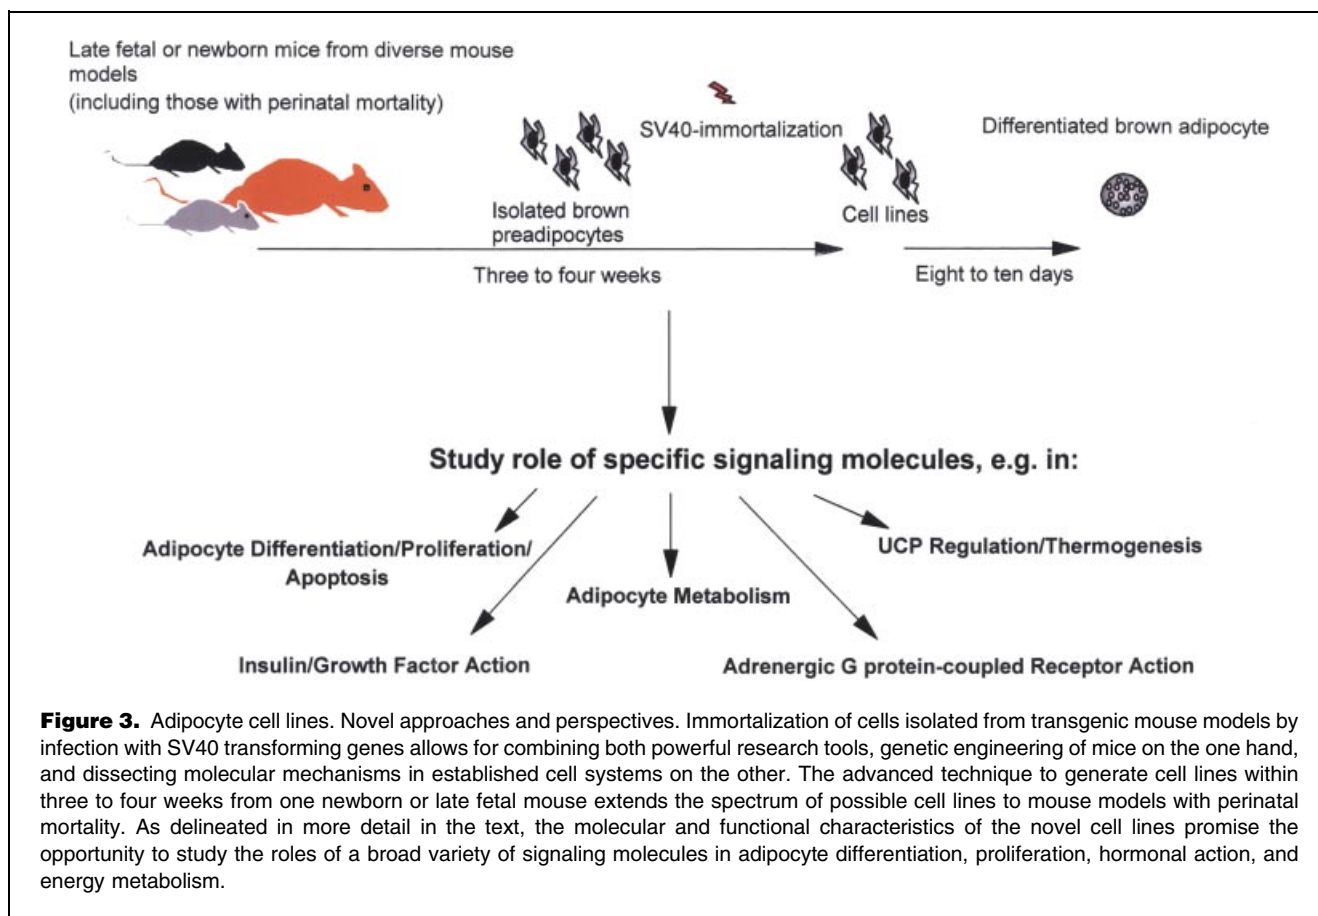 Late fetal or newborn mice from diverse mouse
models
(including those with perinatal mortality)
SV40-immortalization
Differentiated brown adipocyte
Isolated brown
preadipocytes
Cell lines
Three to four weeks
Eight to ten days
Study role of specific signaling molecules, e.g. in:
Adipocyte Differentiation/Proliferation/
Apoptosis
UCP Regulation/Thermogenesis
Adipocyte Metabolism
Insulin/Growth Factor Action
Adrenergic G protein-coupled Receptor Action
Figure 3. Adipocyte cell lines. Novel approaches and perspectives. Immortalization of cells isolated from transgenic mouse models by
infection with SV40 transforming genes allows for combining both powerful research tools, genetic engineering of mice on the one hand,
and dissecting molecular mechanisms in established cell systems on the other. The advanced technique to generate cell lines within
three to four weeks from one newborn or late fetal mouse extends the spectrum of possible cell lines to mouse models with perinatal
mortality. As delineated in more detail in the text, the molecular and functional characteristics of the novel cell lines promise the
opportunity to study the roles of a broad variety of signaling molecules in adipocyte differentiation, proliferation, hormonal action, and
energy metabolism.